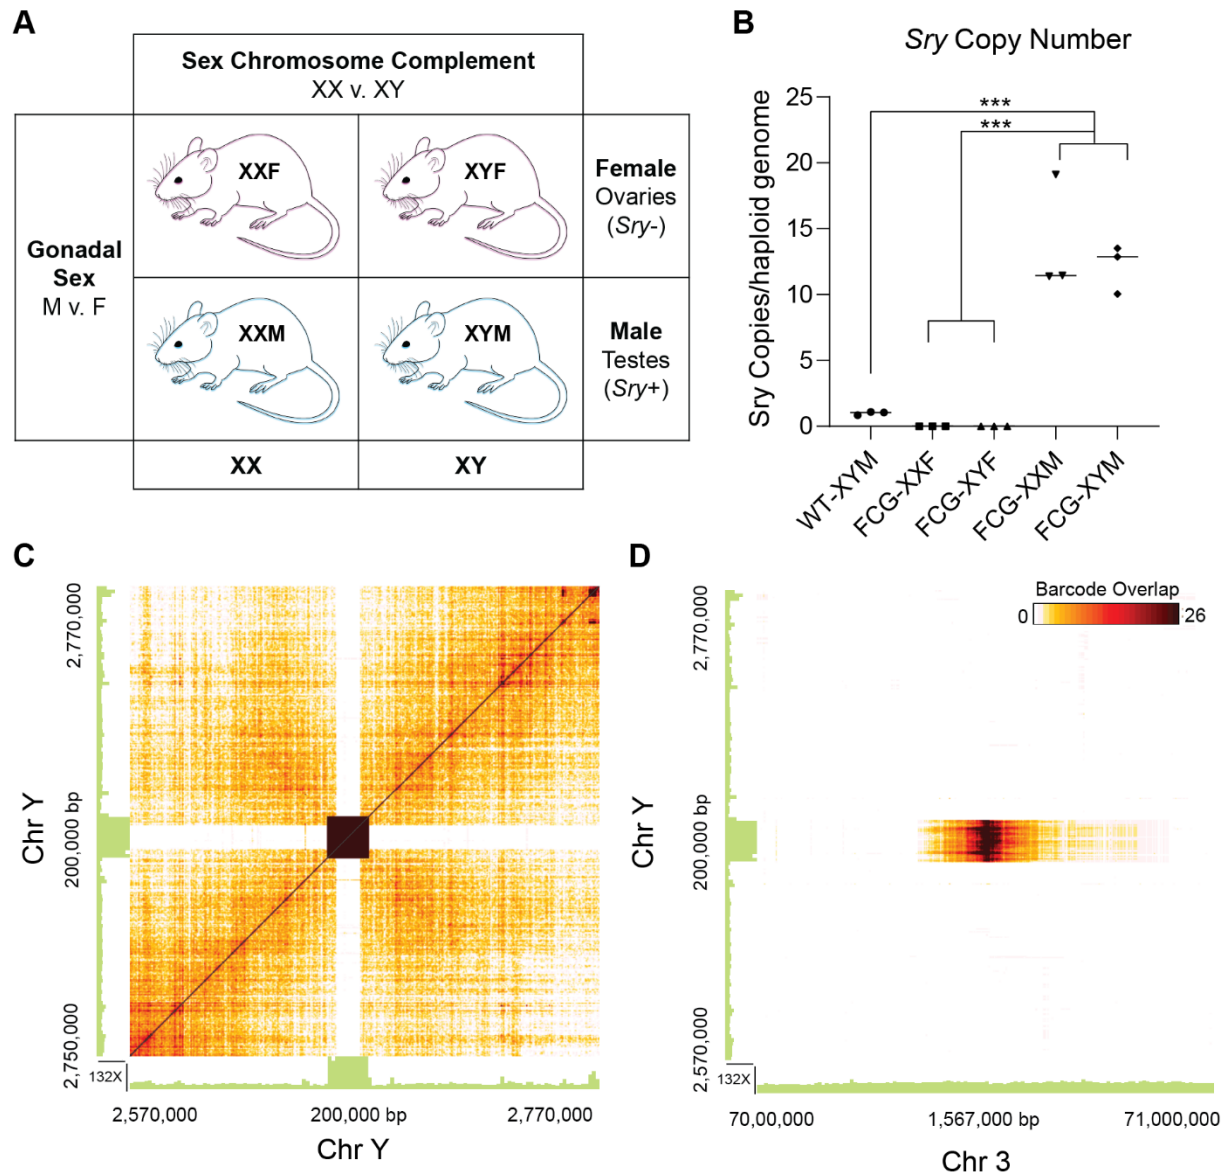 A
Sex Chromosome Complement
XX v. XY
Gonadal
Sex
M v. F
XXF
XYF
Female
Ovaries
(Sry-)
XXM
XYM
Male
Testes
(Sry+)
XX
XY
B
Sry Copy Number
Sry Copies/haploid genome
25
20
15
10
5
0
***
***
WT-XYM
FCG-XXF
FCG-XYF
FCG-XXM
FCG-XYM
C
Chr Y
2,770,000
200,000 bp
2,750,000
132X
2,570,000
200,000 bp
2,770,000
Chr Y
D
Barcode Overlap
0
26
Chr Y
2,770,000
200,000 bp
2,570,000
132X
70,00,000
1,567,000 bp
71,000,000
Chr 3